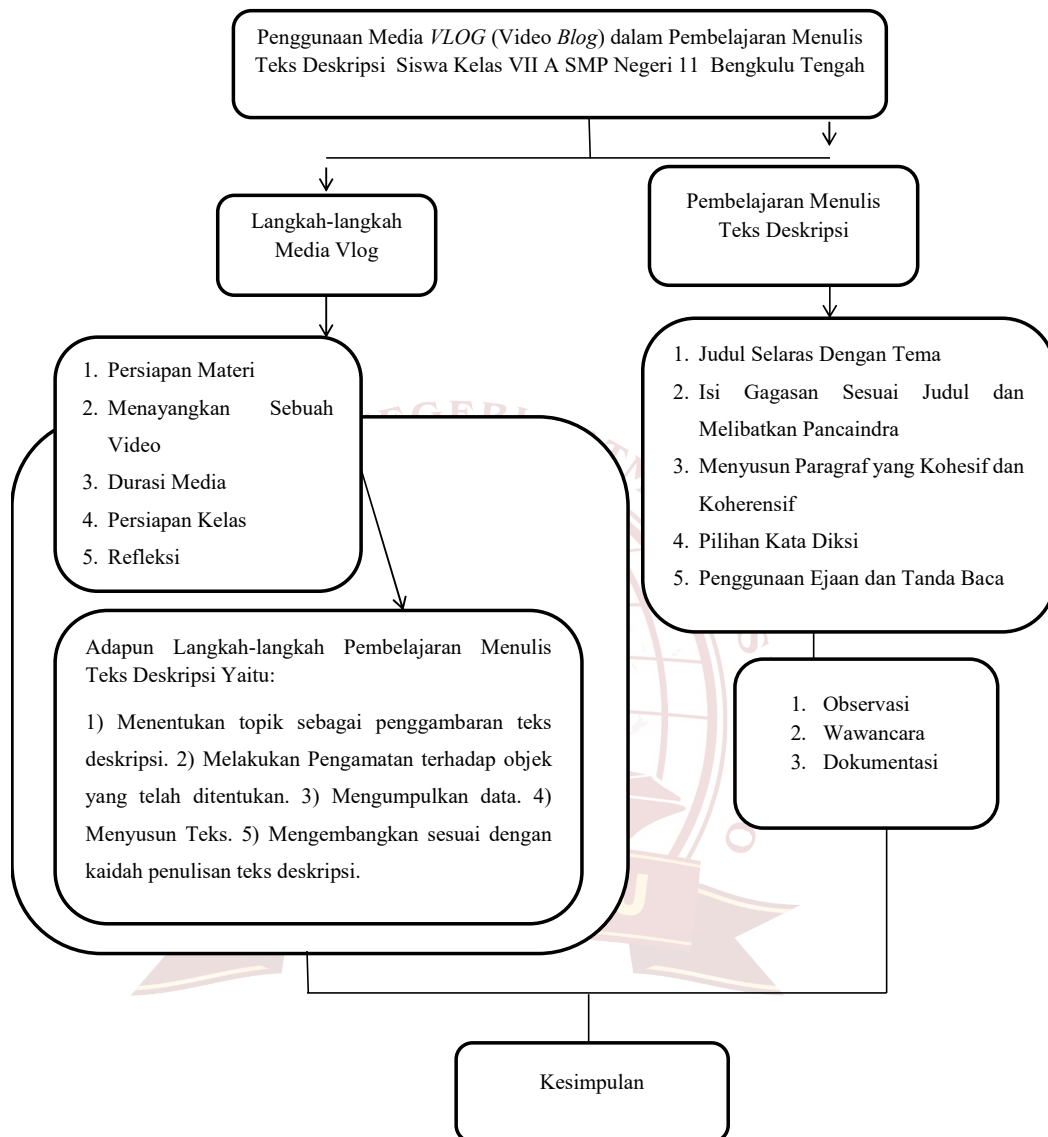 Penggunaan Media VLOG (Video Blog) dalam Pembelajaran Menulis
Teks Deskripsi Siswa Kelas VII A SMP Negeri 11 Bengkulu Tengah
Langkah-langkah
Media Vlog
Pembelajaran Menulis
Teks Deskripsi
1. Persiapan Materi
2. Menayangkan Sebuah
Video
3. Durasi Media
4. Persiapan Kelas
5. Refleksi
1. Judul Selaras Dengan Tema
2. Isi Gagasan Sesuai Judul dan
Melibatkan Pancaindra
3. Menyusun Paragraf yang Kohesif dan
Koherensif
4. Pilihan Kata Diksi
5. Penggunaan Ejaan dan Tanda Baca
Adapun Langkah-langkah Pembelajaran Menulis
Teks Deskripsi Yaitu:
1) Menentukan topik sebagai penggambaran teks
deskripsi. 2) Melakukan Pengamatan terhadap objek
yang telah ditentukan. 3) Mengumpulkan data. 4)
Menyusun Teks. 5) Mengembangkan sesuai dengan
kaidah penulisan teks deskripsi.
1. Observasi
2. Wawancara
3. Dokumentasi
Kesimpulan